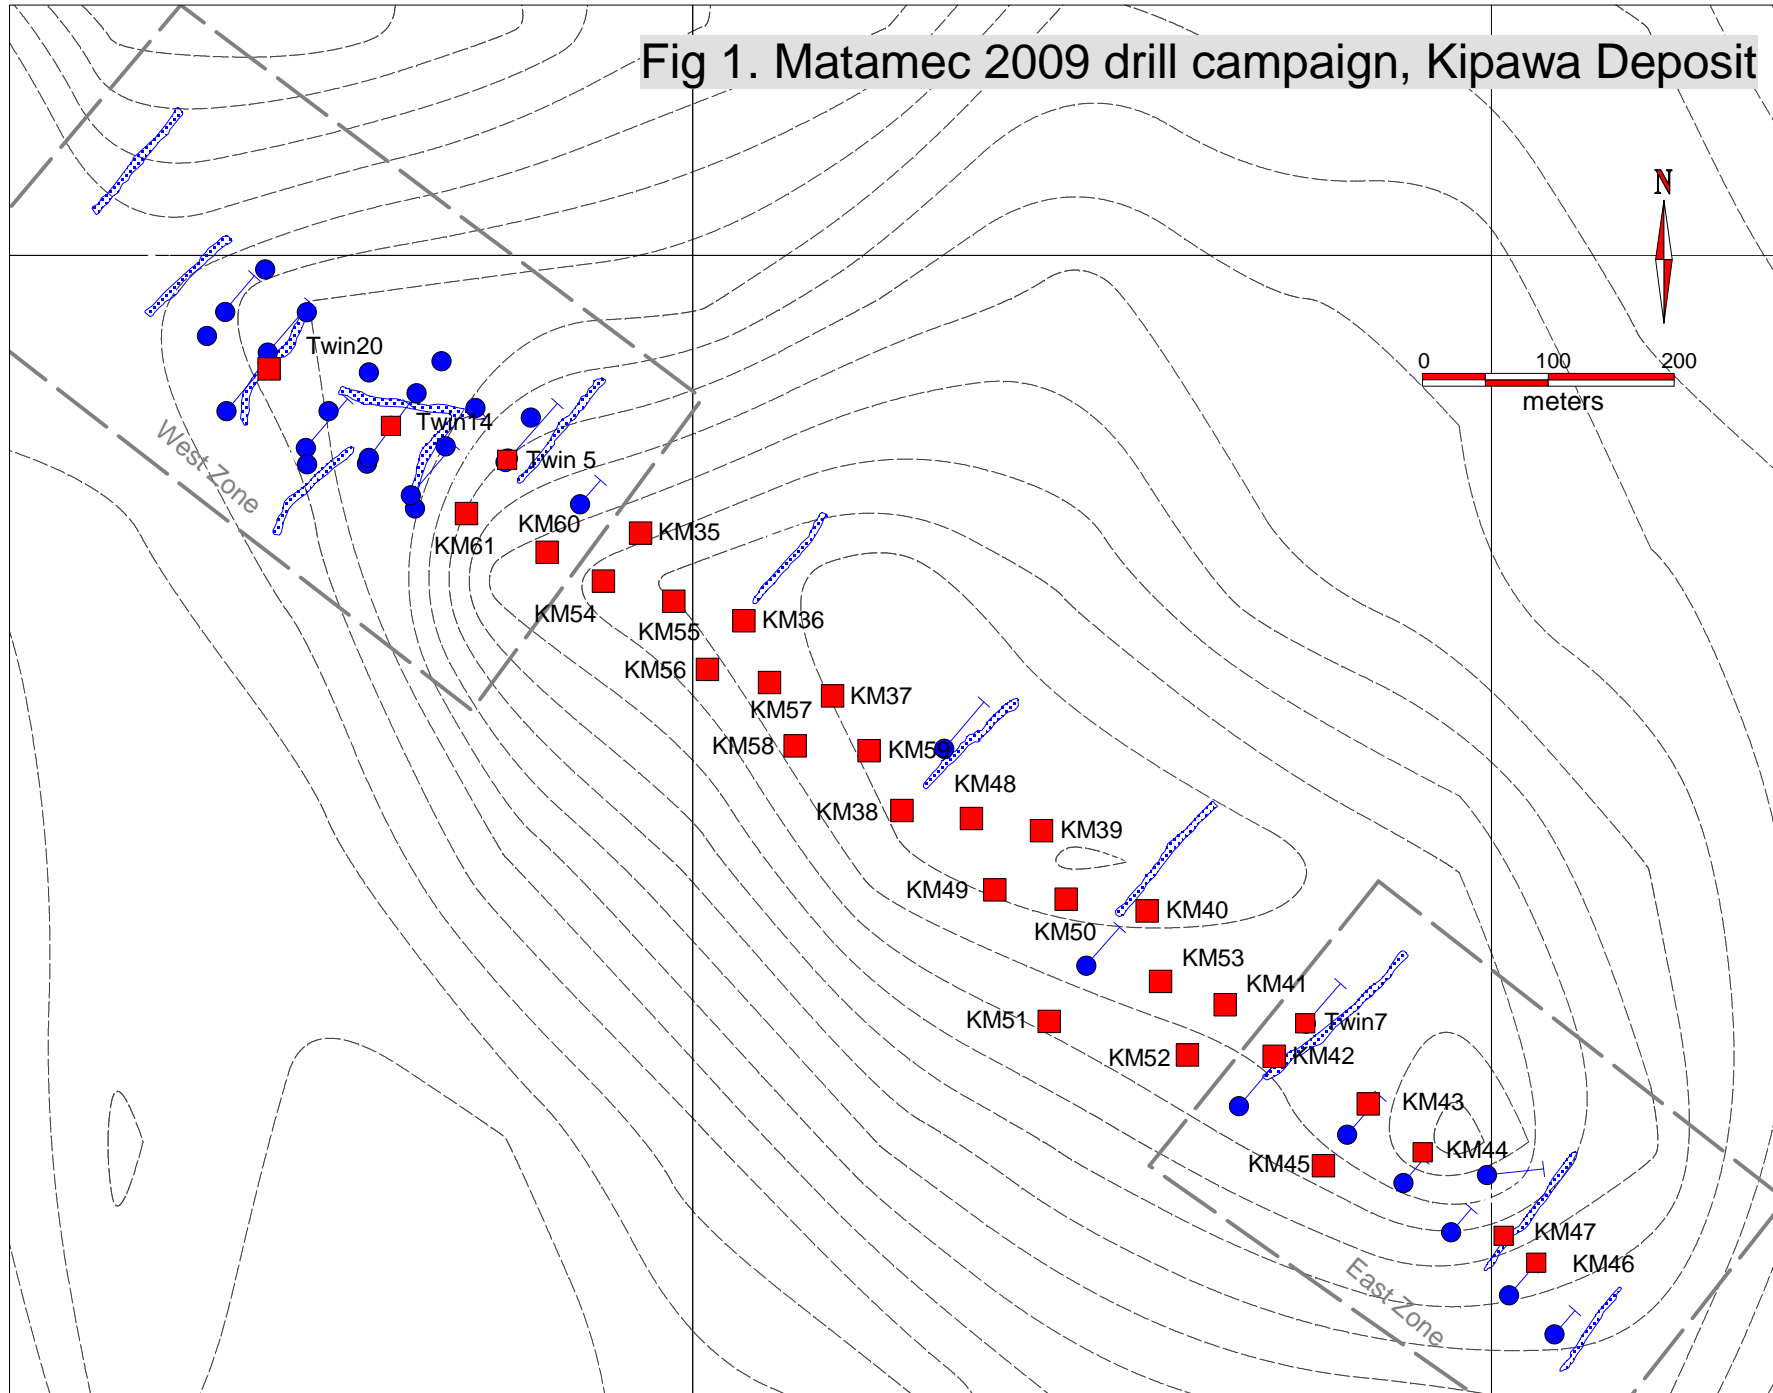 Fig 1. Matamec 2009 drill campaign, Kipawa Deposit
N
0 100 200
meters
Twin20
Twin14
Twin 5
West Zone
KM60
KM35
KM61
KM54
KM55
KM36
KM56
KM57
KM37
KM58
KM59
KM48
KM38
KM39
KM49
KM40
KM50
KM53
KM41
KM51
Twin7
KM52
KM42
KM43
KM44
KM45
KM47
KM46
East Zone